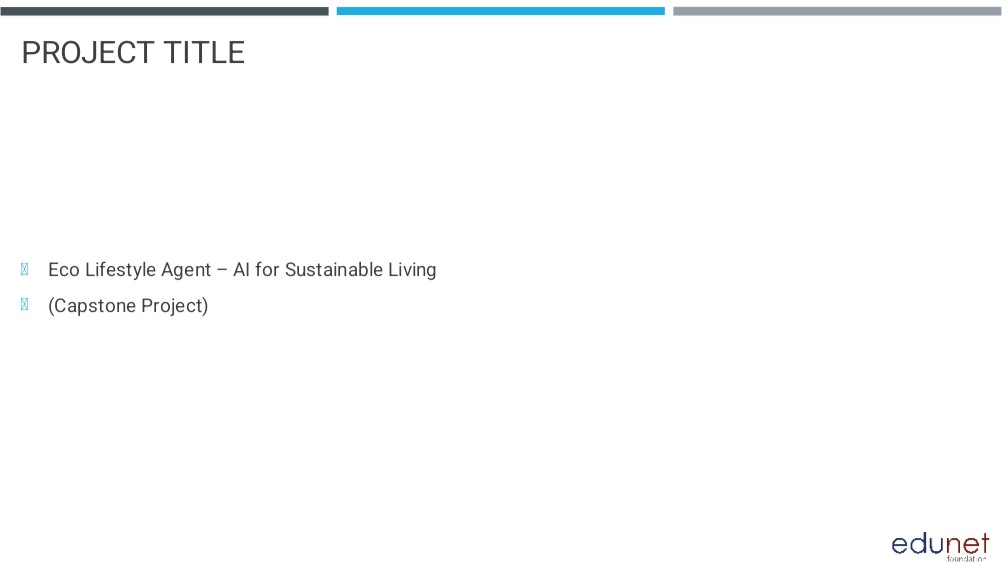 PROJECT TITLE
Eco Lifestyle Agent – AI for Sustainable Living
(Capstone Project)
edunet
foundation